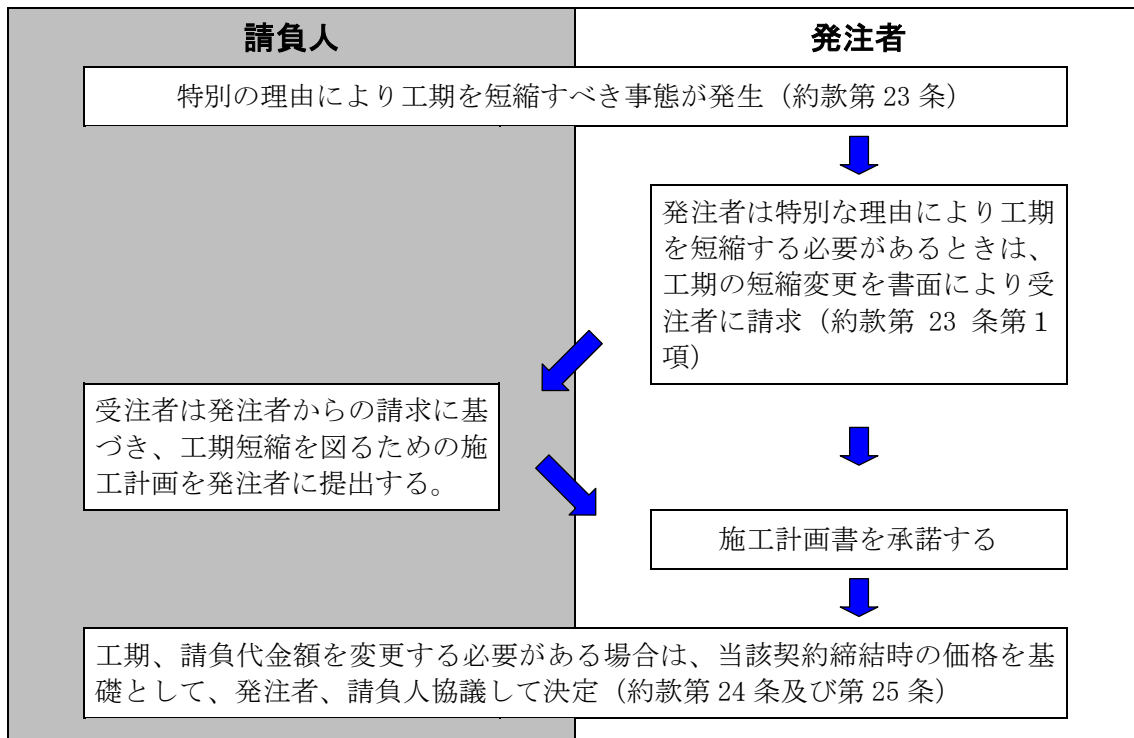 請負人
発注者
特別の理由により工期を短縮すべき事態が発生（約款第 23 条）
発注者は特別な理由により工期
を短縮する必要があるときは、
工期の短縮変更を書面により受
注者に請求（約款第 23 条第１
項）
受注者は発注者からの請求に基
づき、工期短縮を図るための施
工計画を発注者に提出する。
施工計画書を承諾する
工期、請負代金額を変更する必要がある場合は、当該契約締結時の価格を基
礎として、発注者、請負人協議して決定（約款第 24 条及び第 25 条）